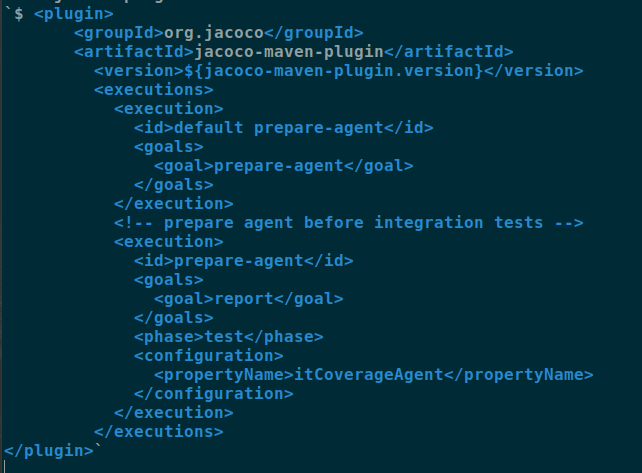 `$ <plugin>
<groupId>org.jacoco</groupId>
<artifactId>jacoco-maven-plugin</artifactId>
<version>${jacoco-maven-plugin.version}</version>
<executions>
<execution>
<id>default prepare-agent</id>
<goals>
<goal>prepare-agent</goal>
</goals>
</execution>
<!-- prepare agent before integration tests -->
<execution>
<id>prepare-agent</id>
<goals>
<goal>report</goal>
</goals>
<phase>test</phase>
<configuration>
<propertyName>itCoverageAgent</propertyName>
</configuration>
</execution>
</executions>
</plugin>`